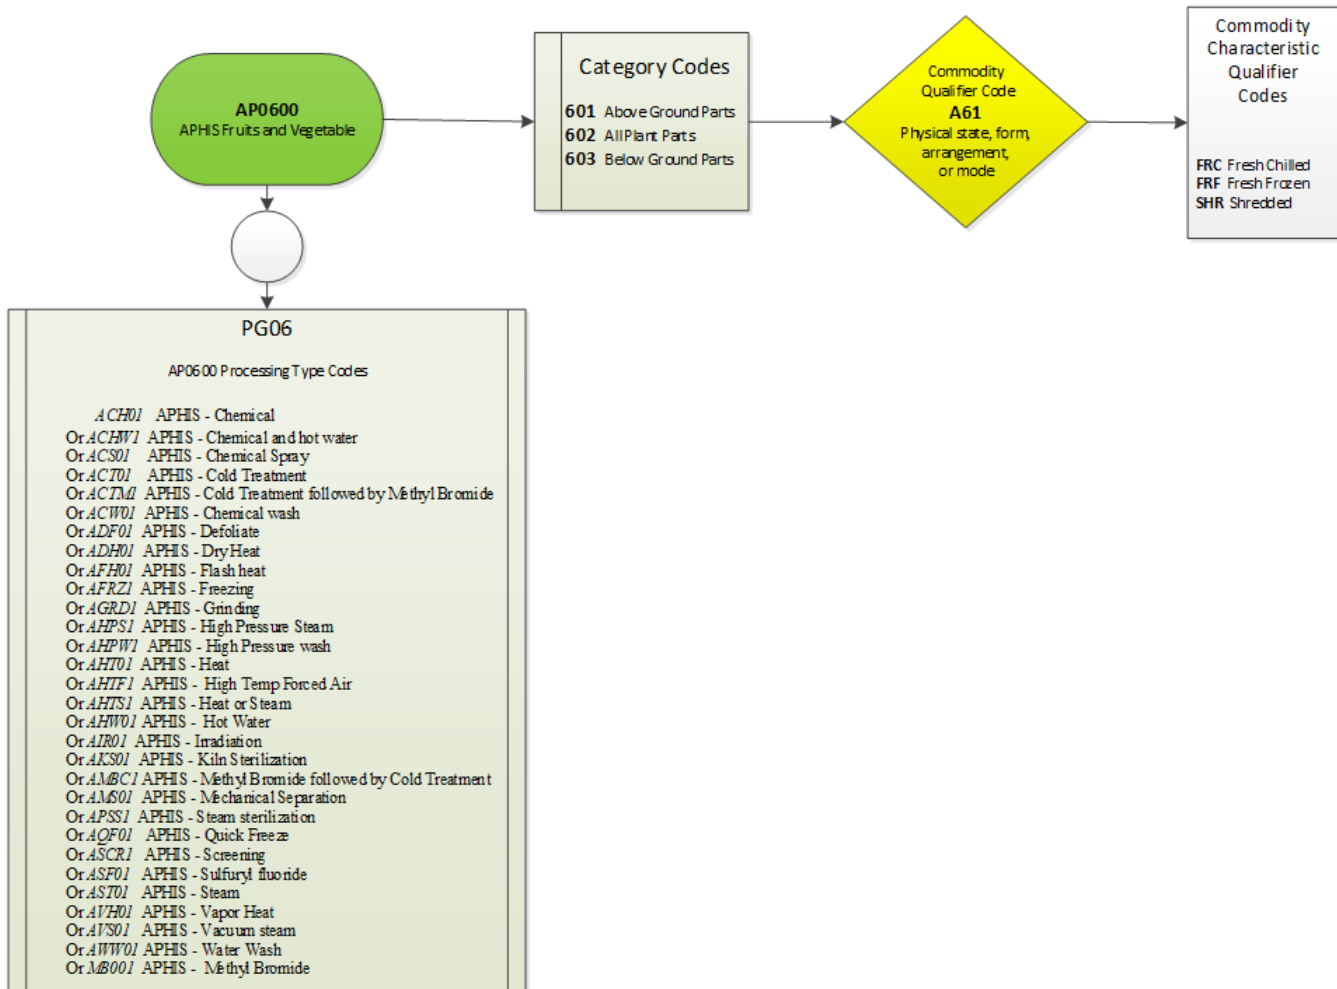 AP0600
APHIS Fruits and Vegetable
Category Codes
601 Above Ground Parts
602 All Plant Parts
603 Below Ground Parts
Commodity
Qualifier Code
A61
Physical state, form,
arrangement,
or mode
Commodity
Characteristic
Qualifier
Codes
FRC Fresh Chilled
FRF Fresh Frozen
SHR Shredded
PG06
AP0600 Processing Type Codes
ACH01 APHIS - Chemical
Or ACHW1 APHIS - Chemical and hot water
Or ACS01 APHIS - Chemical Spray
Or ACT01 APHIS - Cold Treatment
Or ACTM1 APHIS - Cold Treatment followed by Methyl Bromide
Or ACW01 APHIS - Chemical wash
Or ADF01 APHIS - Defoliate
Or ADH01 APHIS - Dry Heat
Or AFH01 APHIS - Flash heat
Or AFRZ1 APHIS - Freezing
Or AGRD1 APHIS - Grinding
Or AHPS1 APHIS - High Pressure Steam
Or AHPW1 APHIS - High Pressure wash
Or AHT01 APHIS - Heat
Or AHTF1 APHIS - High Temp Forced Air
Or AHTS1 APHIS - Heat or Steam
Or AHW01 APHIS - Hot Water
Or AIR01 APHIS - Irradiation
Or AKS01 APHIS - Kiln Sterilization
Or AMBC1 APHIS - Methyl Bromide followed by Cold Treatment
Or AMS01 APHIS - Mechanical Separation
Or APSS1 APHIS - Steam sterilization
Or AQF01 APHIS - Quick Freeze
Or ASCR1 APHIS - Screening
Or ASF01 APHIS - Sulfuryl fluoride
Or AST01 APHIS - Steam
Or AVH01 APHIS - Vapor Heat
Or AVS01 APHIS - Vacuum steam
Or AWW01 APHIS - Water Wash
Or MB001 APHIS - Methyl Bromide